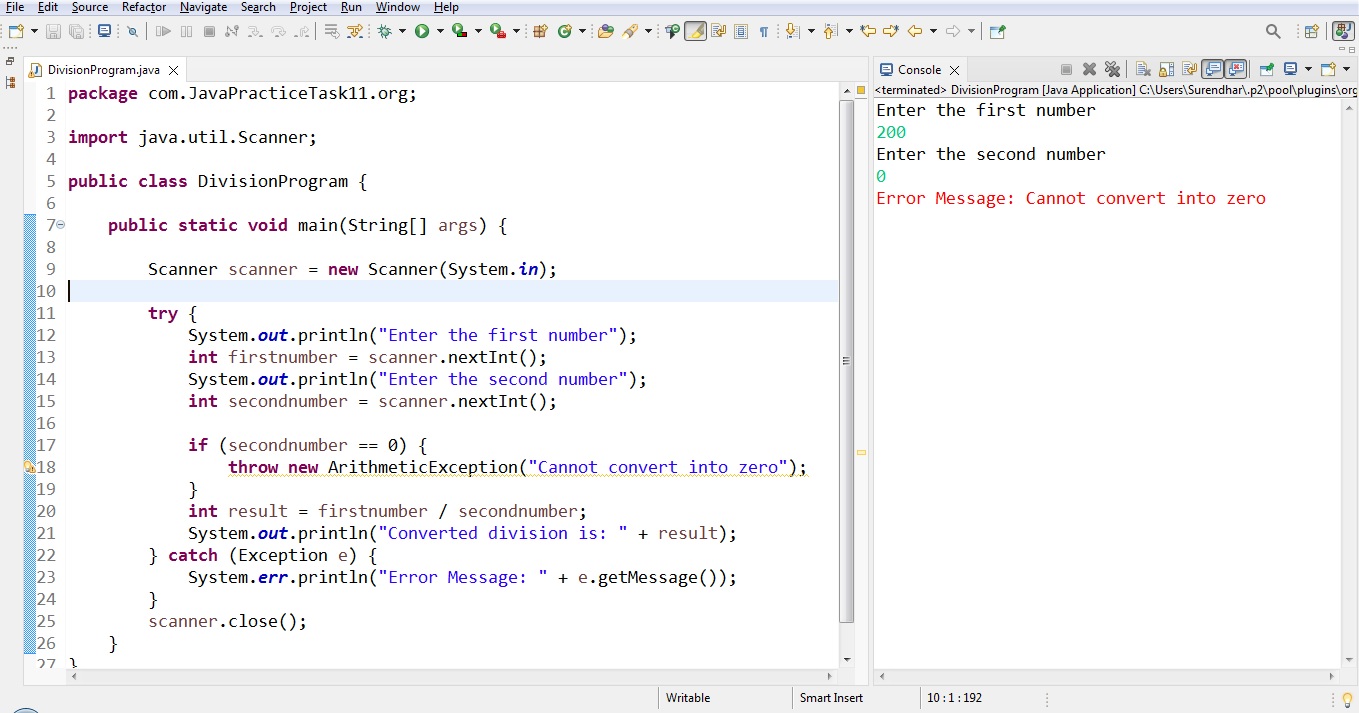 File Edit Source Refactor Navigate Search Project Run Window Help
DivisionProgram.java
1 package com.JavaPracticeTask11.org;
2
3 import java.util.Scanner;
4
5 public class DivisionProgram {
6
7 public static void main(String[] args) {
8
9 Scanner scanner = new Scanner(System.in);
10
11 try {
12 System.out.println("Enter the first number");
13 int firstnumber = scanner.nextInt();
14 System.out.println("Enter the second number");
15 int secondnumber = scanner.nextInt();
16
17 if (secondnumber == 0) {
18 throw new ArithmeticException("Cannot convert into zero");
19 }
20 int result = firstnumber / secondnumber;
21 System.out.println("Converted division is: " + result);
22 } catch (Exception e) {
23 System.err.println("Error Message: " + e.getMessage());
24 }
25 scanner.close();
26 }
27 }
Console
<terminated> DivisionProgram [Java Application] C:\Users\Surendhar\.p2\pool\plugins\org
Enter the first number
200
Enter the second number
0
Error Message: Cannot convert into zero
Writable Smart Insert 10 : 1 : 192